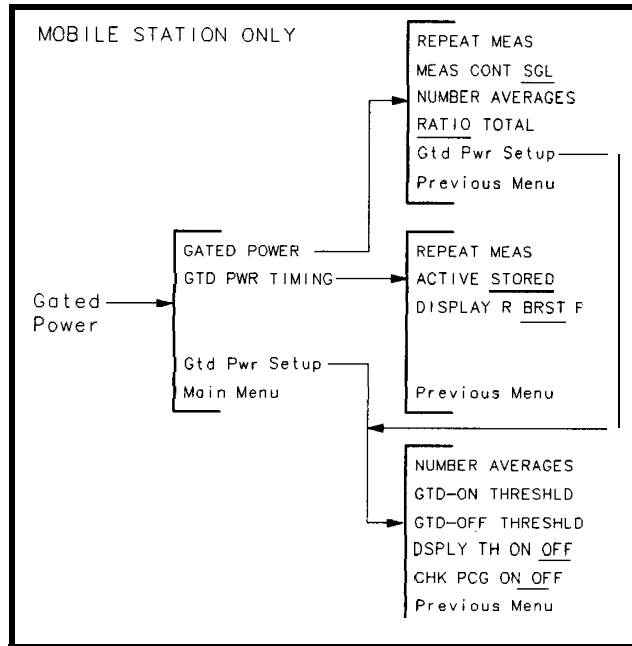 MOBILE STATION ONLY
REPEAT MEAS
MEAS CONT SGL
NUMBER AVERAGES
RATIO TOTAL
Gtd Pwr Setup
Previous Menu
Gated
Power
GATED POWER
GTD PWR TIMING
Gtd Pwr Setup
Main Menu
REPEAT MEAS
ACTIVE STORED
DISPLAY R BRST F
Previous Menu
NUMBER AVERAGES
GTD-ON THRESHLD
GTD-OFF THRESHLD
DSPLY TH ON OFF
CHK PCG ON OFF
Previous Menu